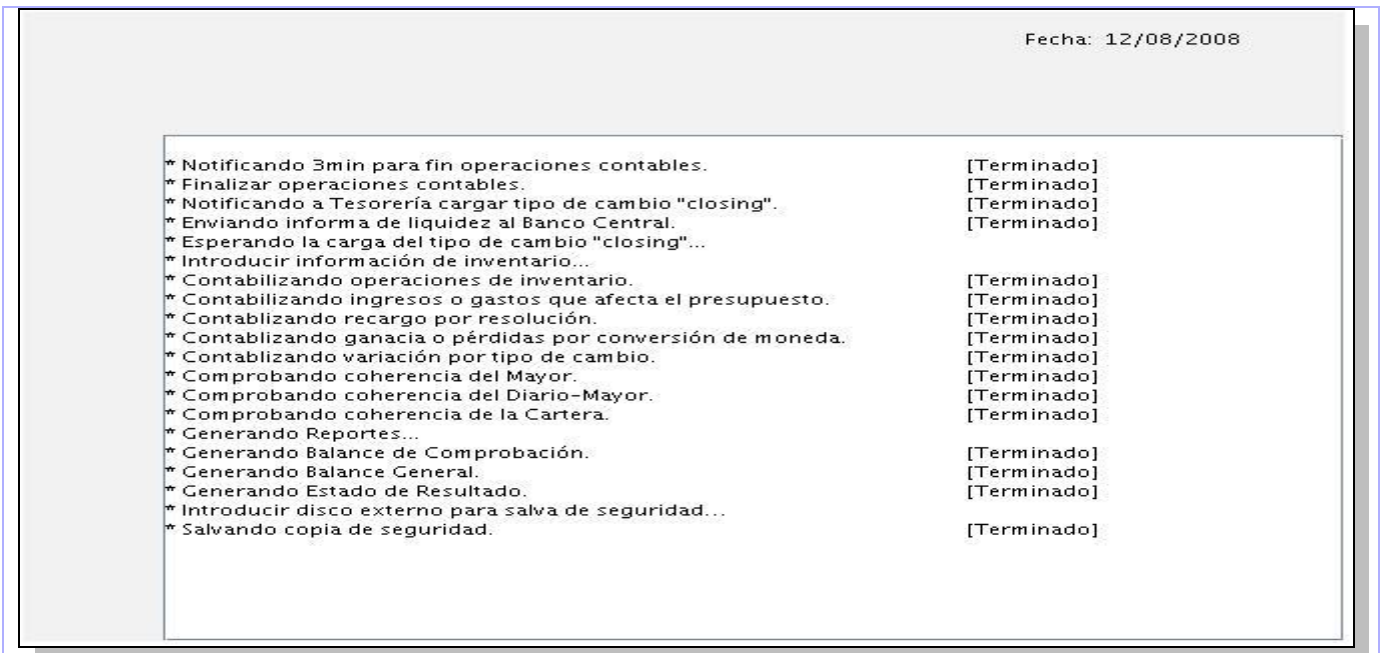 Fecha: 12/08/2008
* Notificando 3min para fin operaciones contables. [Terminado]
* Finalizar operaciones contables. [Terminado]
* Notificando a Tesorería cargar tipo de cambio "closing". [Terminado]
* Enviando informa de liquidez al Banco Central. [Terminado]
* Esperando la carga del tipo de cambio "closing"...
* Introducir información de inventario...
* Contabilizando operaciones de inventario. [Terminado]
* Contabilizando ingresos o gastos que afecta el presupuesto. [Terminado]
* Contablizando recargo por resolución. [Terminado]
* Contablizando ganacia o pérdidas por conversión de moneda. [Terminado]
* Contablizando variación por tipo de cambio. [Terminado]
* Comprobando coherencia del Mayor. [Terminado]
* Comprobando coherencia del Diario-Mayor. [Terminado]
* Comprobando coherencia de la Cartera. [Terminado]
* Generando Reportes...
* Generando Balance de Comprobación. [Terminado]
* Generando Balance General. [Terminado]
* Generando Estado de Resultado. [Terminado]
* Introducir disco externo para salva de seguridad...
* Salvando copia de seguridad. [Terminado]